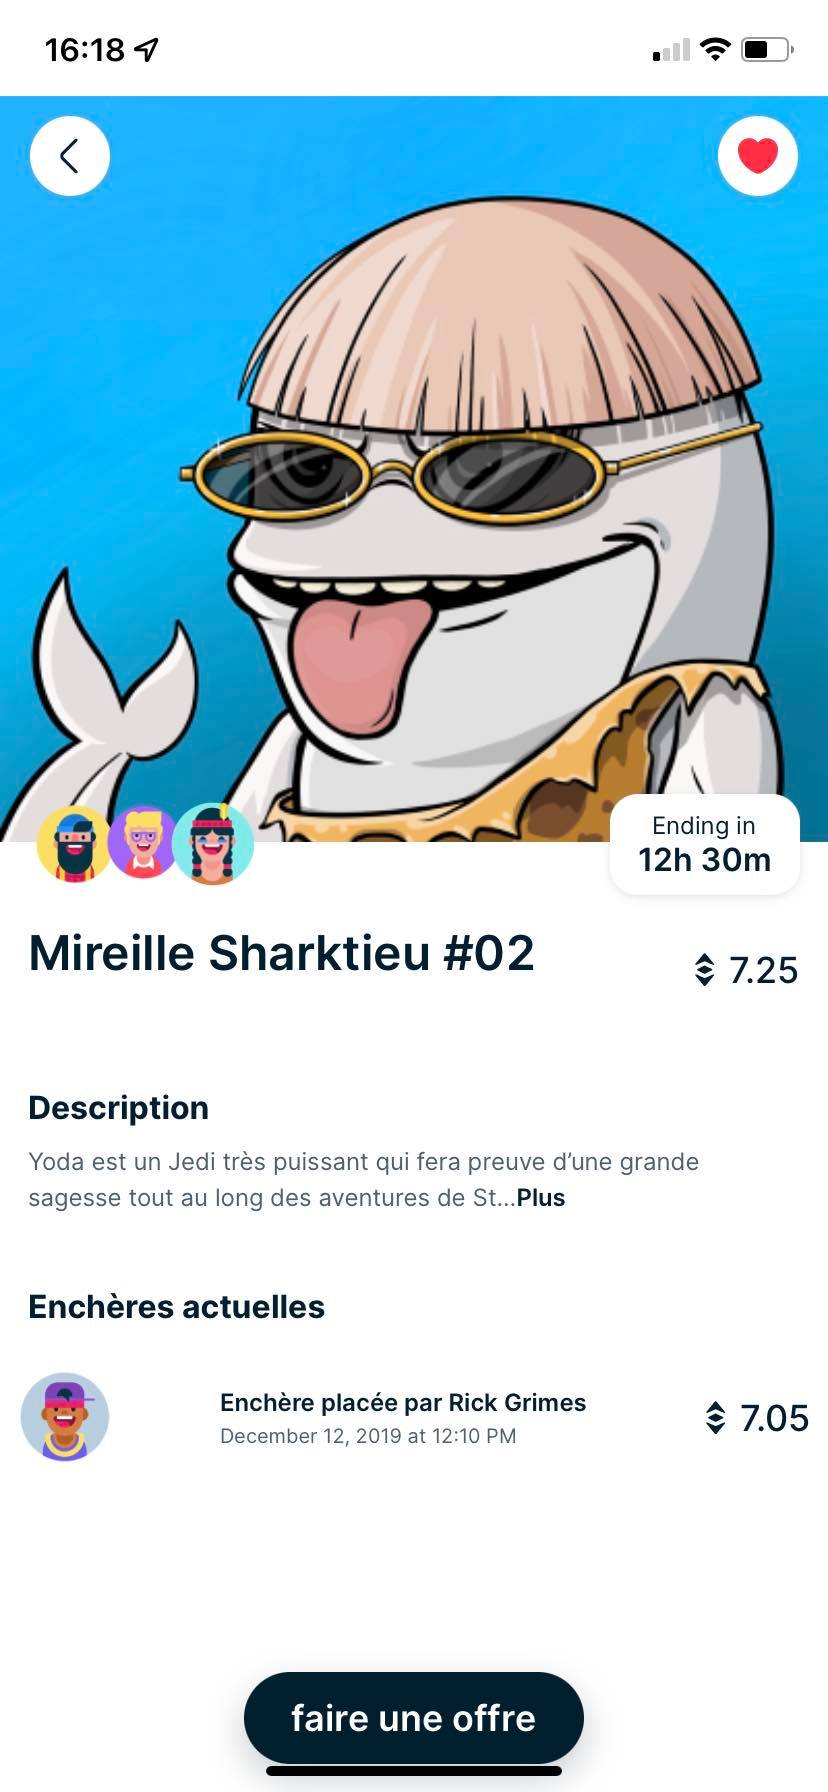 16:18
Ending in
12h 30m
Mireille Sharktieu #02
7.25
Description
Yoda est un Jedi très puissant qui fera preuve d’une grande
sagesse tout au long des aventures de St...Plus
Enchères actuelles
Enchère placée par Rick Grimes
December 12, 2019 at 12:10 PM
7.05
faire une offre